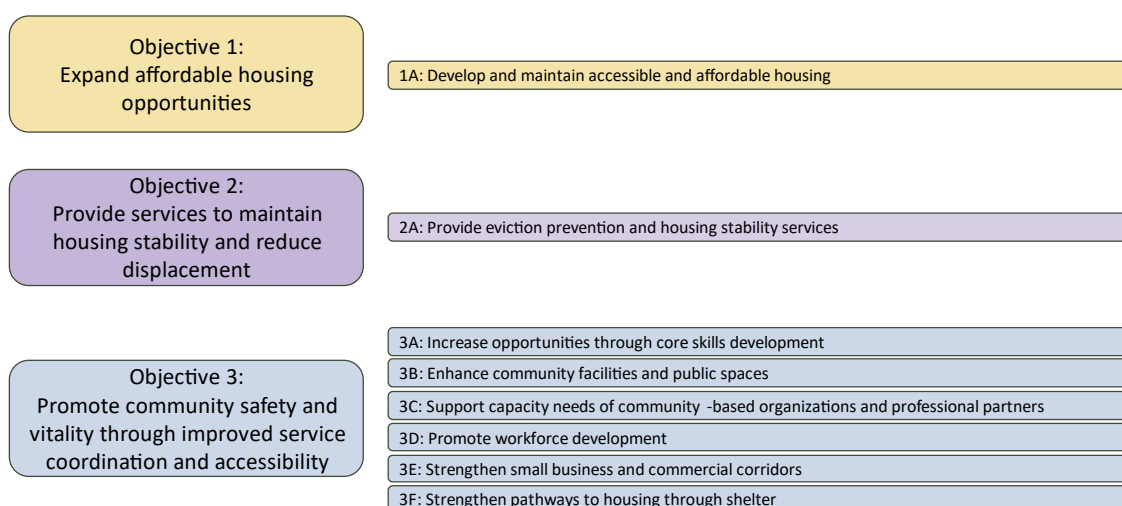 Objective 1:
Expand affordable housing
opportunities
1A: Develop and maintain accessible and affordable housing
Objective 2:
Provide services to maintain
housing stability and reduce
displacement
2A: Provide eviction prevention and housing stability services
Objective 3:
Promote community safety and
vitality through improved service
coordination and accessibility
3A: Increase opportunities through core skills development
3B: Enhance community facilities and public spaces
3C: Support capacity needs of community -based organizations and professional partners
3D: Promote workforce development
3E: Strengthen small business and commercial corridors
3F: Strengthen pathways to housing through shelter